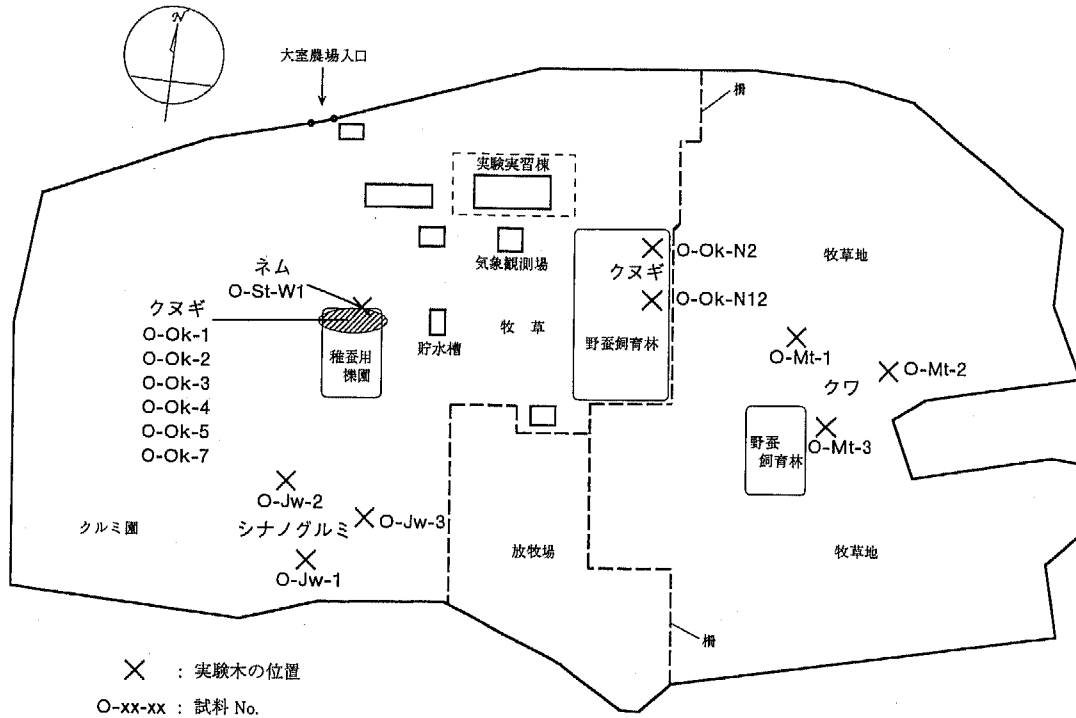 N
大室農場入口
柵
実験実習棟
気象観測場
クヌギ
O-Ok-N2
O-Ok-N12
野蚕飼育林
牧草地
ネム
O-St-W1
クヌギ
O-Ok-1
O-Ok-2
O-Ok-3
O-Ok-4
O-Ok-5
O-Ok-7
稚蚕用
櫟園
貯水槽
牧 草
O-Mt-1
O-Mt-2
クワ
O-Mt-3
野蚕
飼育林
O-Jw-2
シナノグルミ
O-Jw-3
O-Jw-1
クルミ園
放牧場
牧草地
柵
× : 実験木の位置
O-xx-xx : 試料 No.